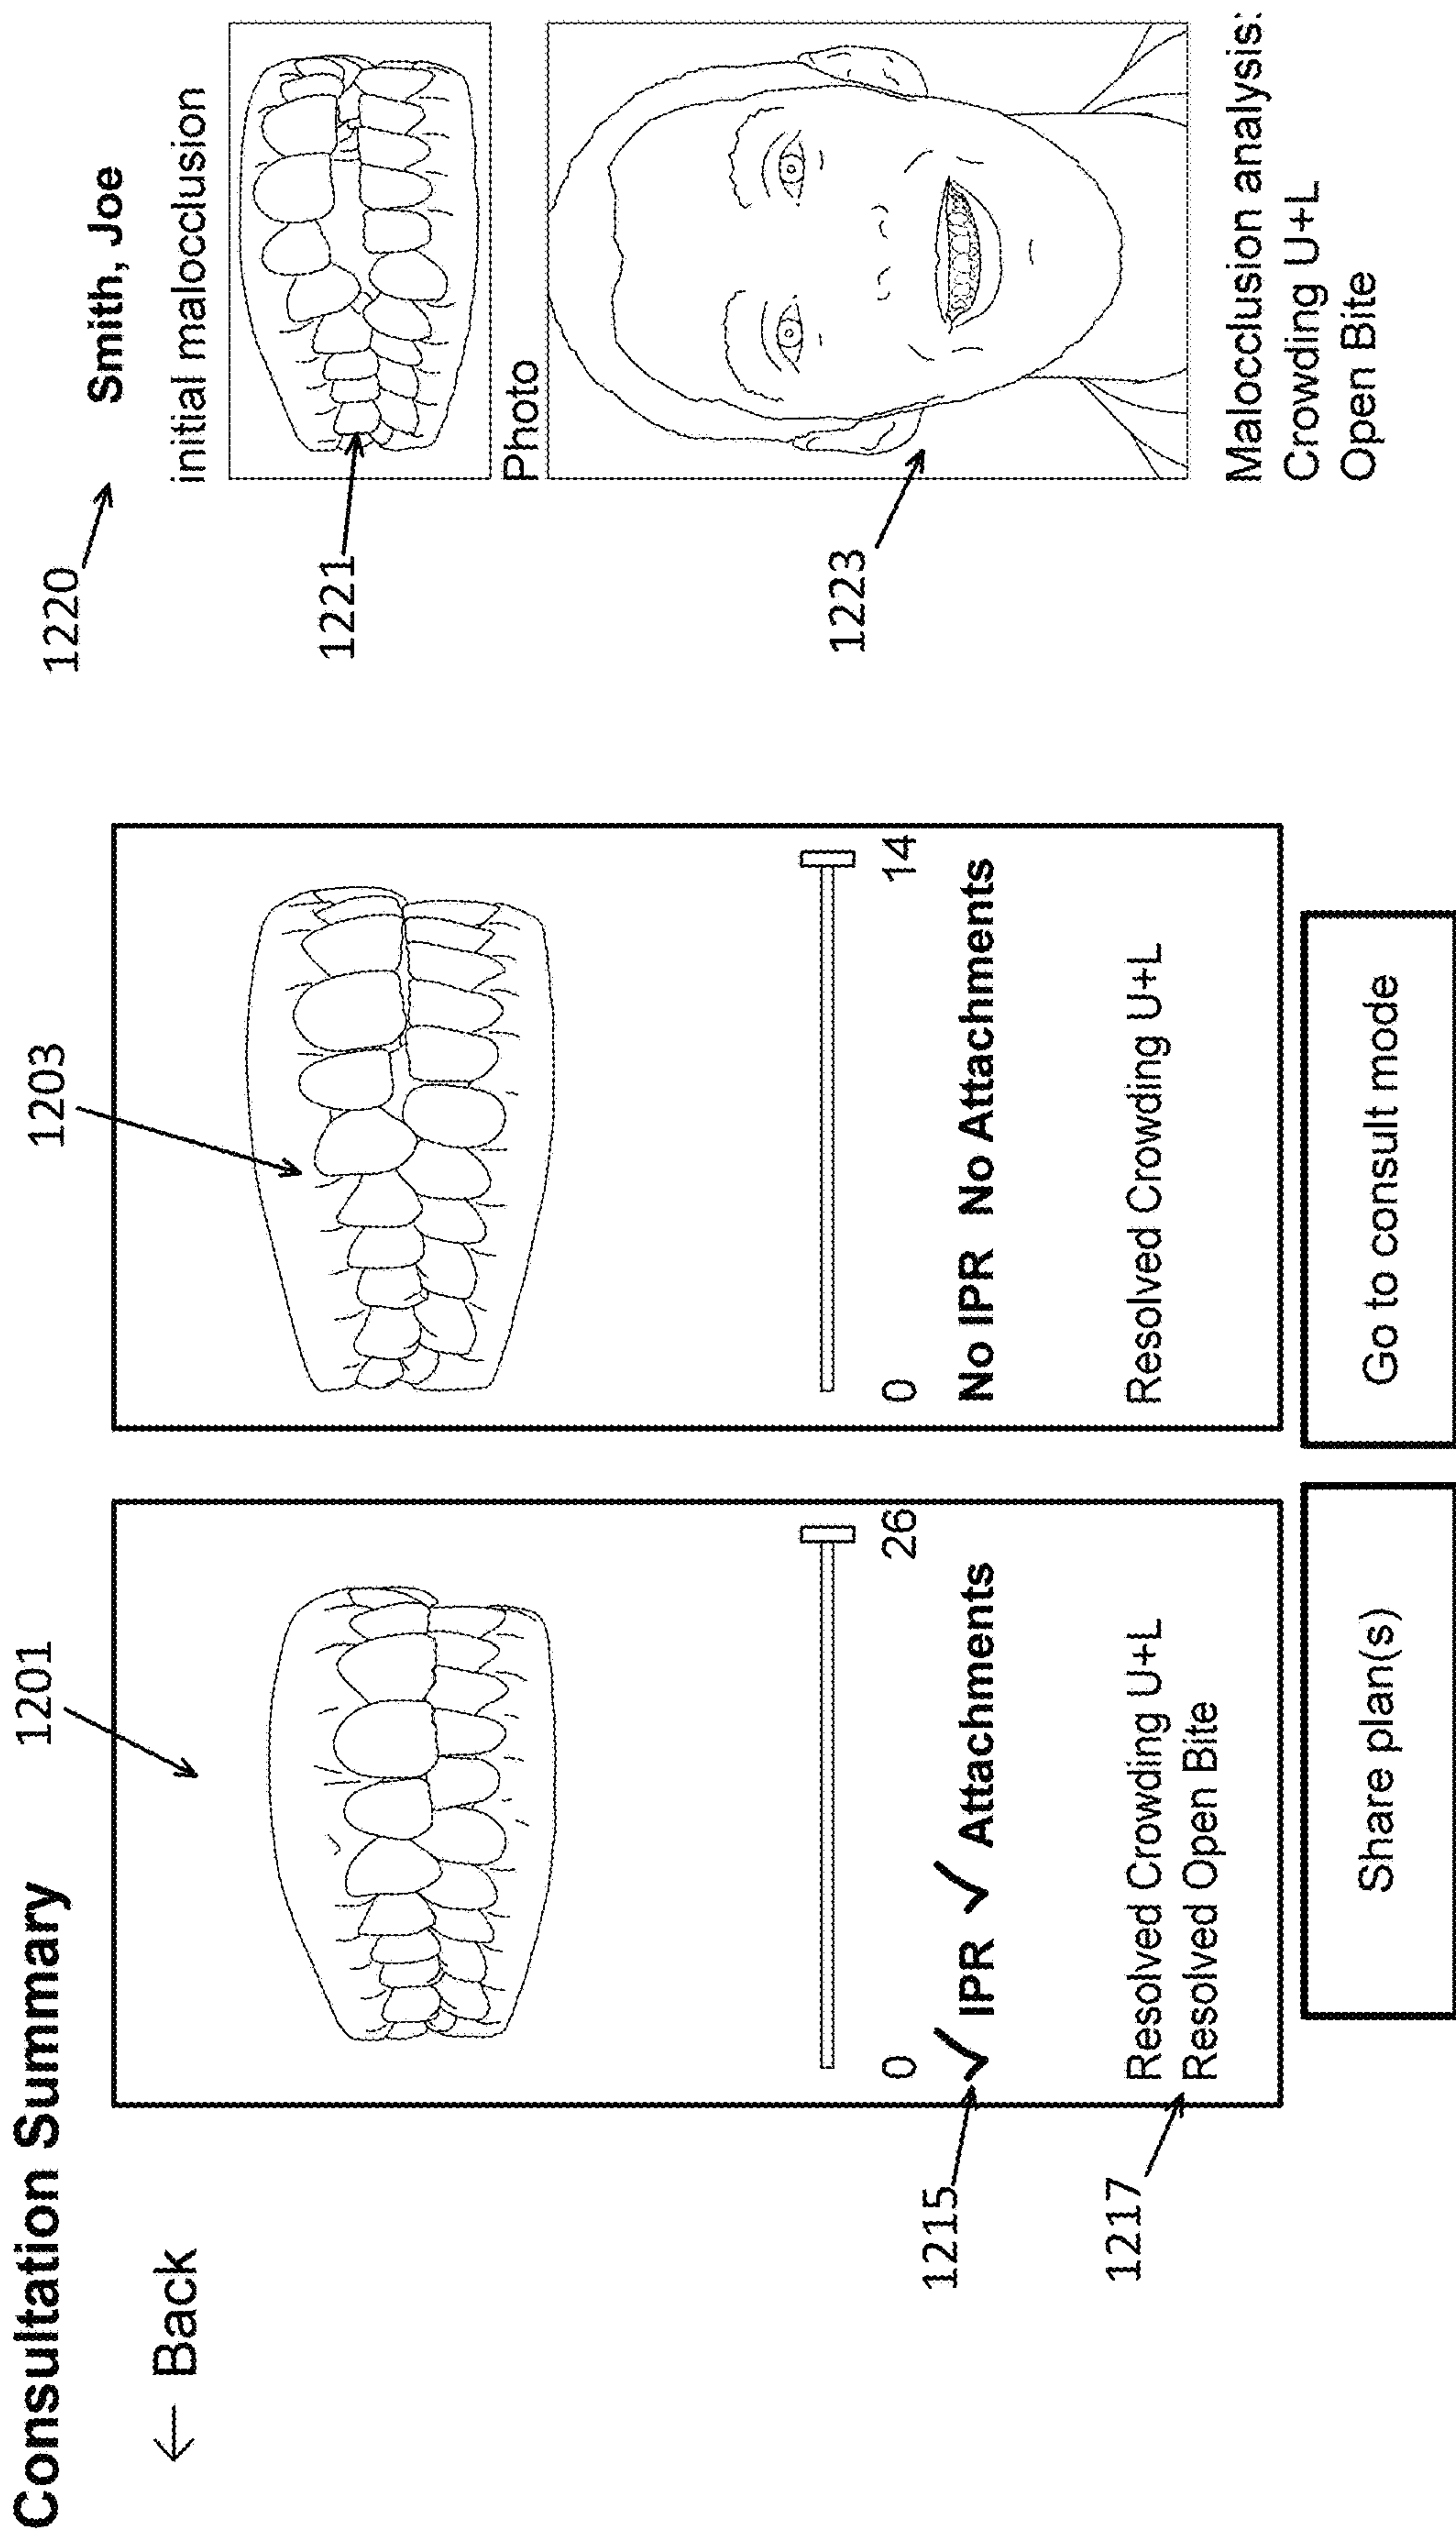 Consultation Summary
← Back
1201
1203
0 26
✓ IPR ✓ Attachments
1215
Resolved Crowding U+L
Resolved Open Bite
1217
0 14
No IPR No Attachments
Resolved Crowding U+L
Share plan(s)
Go to consult mode
1220
Smith, Joe
initial malocclusion
1221
Photo
1223
Malocclusion analysis:
Crowding U+L
Open Bite